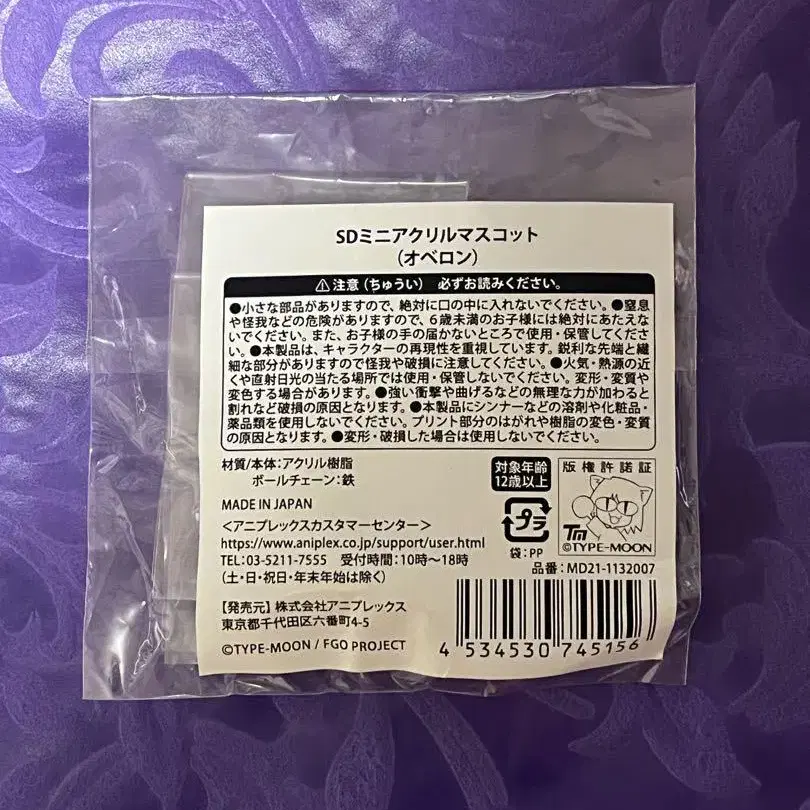 SDミニアクリルマスコット
（オベロン）
⚠注意（ちゅうい） 必ずお読みください。
●小さな部品がありますので、絶対に口の中に入れないでください。●窒息
や怪我などの危険がありますので、６歳未満のお子様には絶対にあたえな
いでください。また、お子様の手の届かないところで使用・保管してくださ
い。●本製品は、キャラクターの再現性を重視しています。鋭利な先端と繊
細な部分がありますので怪我や破損に注意してください。●火気・熱源の近
くや直射日光の当たる場所では使用・保管しないでください。変形・変質や
変色する場合があります。●強い衝撃や曲げるなどの無理な力が加わると
割れなど破損の原因となります。●本製品にシンナーなどの溶剤や化粧品・
薬品類を使用しないでください。プリント部分のはがれや樹脂の変色・変質
の原因となります。●変形・破損した場合は使用しないでください。
材質/本体：アクリル樹脂
ボールチェーン：鉄
MADE IN JAPAN
＜アニプレックスカスタマーセンター＞
https://www.aniplex.co.jp/support/user.html
TEL：03-5211-7555 受付時間：10時～18時
（土・日・祝日・年末年始は除く）
【発売元】株式会社アニプレックス
東京都千代田区六番町4-5
©TYPE-MOON / FGO PROJECT
対象年齢
12歳以上
プラ
袋：PP
版権許諾証
TM
©TYPE-MOON
品番：MD21-1132007
4 534530 745156